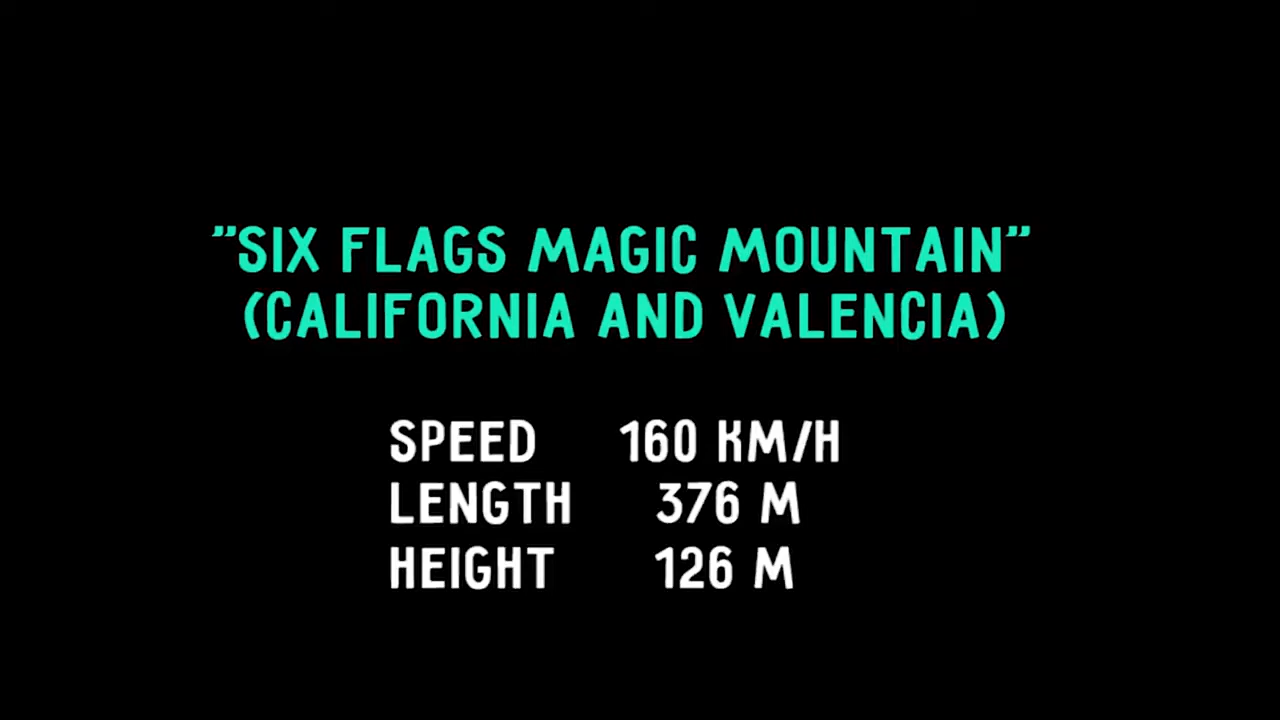 "SIX FLAGS MAGIC MOUNTAIN"
(CALIFORNIA AND VALENCIA)
SPEED 160 KM/H
LENGTH 376 M
HEIGHT 126 M